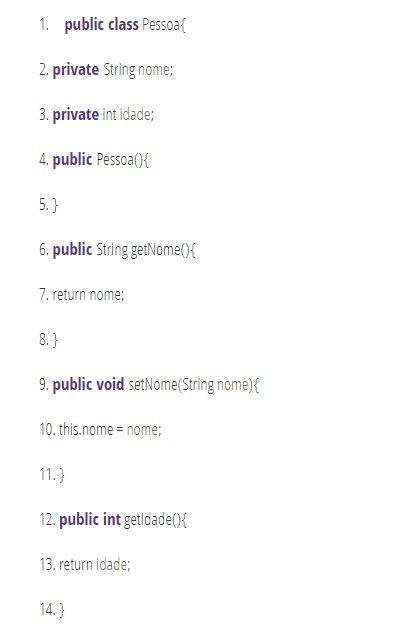 1. public class Pessoa{
2. private String nome;
3. private int idade;
4. public Pessoa(){
5. }
6. public String getNome(){
7. return nome;
8. }
9. public void setNome(String nome){
10. this.nome = nome;
11. }
12. public int getIdade(){
13. return idade;
14. }